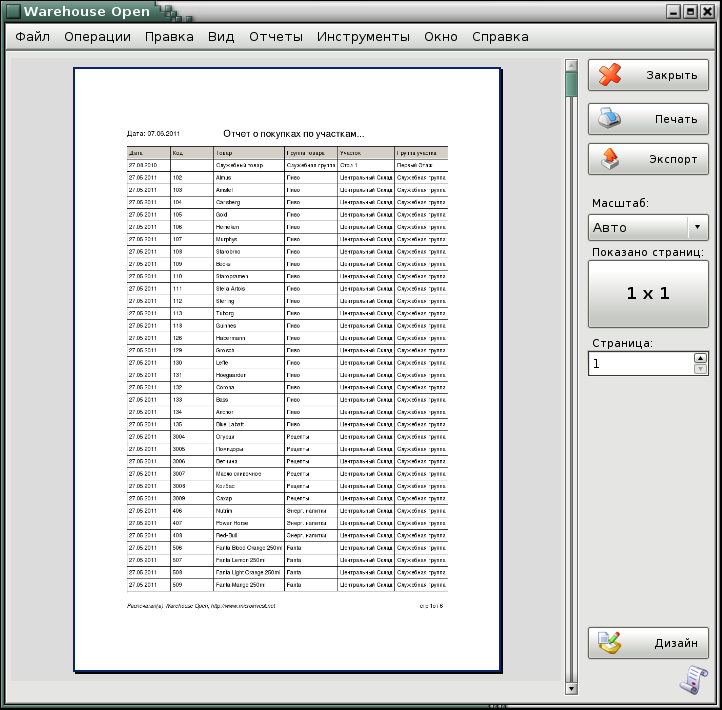 Warehouse Open
Файл Операции Правка Вид Отчеты Инструменты Окно Справка
Закрыть
Печать
Экспорт
Масштаб:
Авто
Показано страниц:
1 x 1
Страница:
1
Дизайн
Дата: 07.06.2011 Отчет о покупках по участкам...
Дата Код Товар Группа товара Участок Группа участка
27.08.2010 Служебный товар Служебная группа Стол 1 Первый Этаж
27.05.2011 102 Almus Пиво Центральный Склад Служебная группа
27.05.2011 103 Amstel Пиво Центральный Склад Служебная группа
27.05.2011 104 Carlsberg Пиво Центральный Склад Служебная группа
27.05.2011 105 Gold Пиво Центральный Склад Служебная группа
27.05.2011 106 Heineken Пиво Центральный Склад Служебная группа
27.05.2011 107 Murphys Пиво Центральный Склад Служебная группа
27.05.2011 108 Starobrno Пиво Центральный Склад Служебная группа
27.05.2011 109 Becks Пиво Центральный Склад Служебная группа
27.05.2011 110 Staropramen Пиво Центральный Склад Служебная группа
27.05.2011 111 Stella Artois Пиво Центральный Склад Служебная группа
27.05.2011 112 Sterling Пиво Центральный Склад Служебная группа
27.05.2011 113 Tuborg Пиво Центральный Склад Служебная группа
27.05.2011 118 Guinnes Пиво Центральный Склад Служебная группа
27.05.2011 126 Habermann Пиво Центральный Склад Служебная группа
27.05.2011 129 Grolsch Пиво Центральный Склад Служебная группа
27.05.2011 130 Leffe Пиво Центральный Склад Служебная группа
27.05.2011 131 Hoegaarden Пиво Центральный Склад Служебная группа
27.05.2011 132 Corona Пиво Центральный Склад Служебная группа
27.05.2011 133 Bass Пиво Центральный Склад Служебная группа
27.05.2011 134 Anchor Пиво Центральный Склад Служебная группа
27.05.2011 135 Blue Labatt Пиво Центральный Склад Служебная группа
27.05.2011 3004 Огурци Рецепты Центральный Склад Служебная группа
27.05.2011 3005 Помидоры Рецепты Центральный Склад Служебная группа
27.05.2011 3006 Ветчина Рецепты Центральный Склад Служебная группа
27.05.2011 3007 Масло сливочное Рецепты Центральный Склад Служебная группа
27.05.2011 3008 Колбас Рецепты Центральный Склад Служебная группа
27.05.2011 3009 Сахар Рецепты Центральный Склад Служебная группа
27.05.2011 406 Nutrim Энерг. напитки Центральный Склад Служебная группа
27.05.2011 407 Power Horse Энерг. напитки Центральный Склад Служебная группа
27.05.2011 408 Red-Bull Энерг. напитки Центральный Склад Служебная группа
27.05.2011 506 Fanta Blood Orange 250ml Fanta Центральный Склад Служебная группа
27.05.2011 507 Fanta Lemon 250ml Fanta Центральный Склад Служебная группа
27.05.2011 508 Fanta Light Orange 250ml Fanta Центральный Склад Служебная группа
27.05.2011 509 Fanta Mango 250ml Fanta Центральный Склад Служебная группа
Распечатал(а) Warehouse Open, http://www.microinvest.net стр 1 от 6